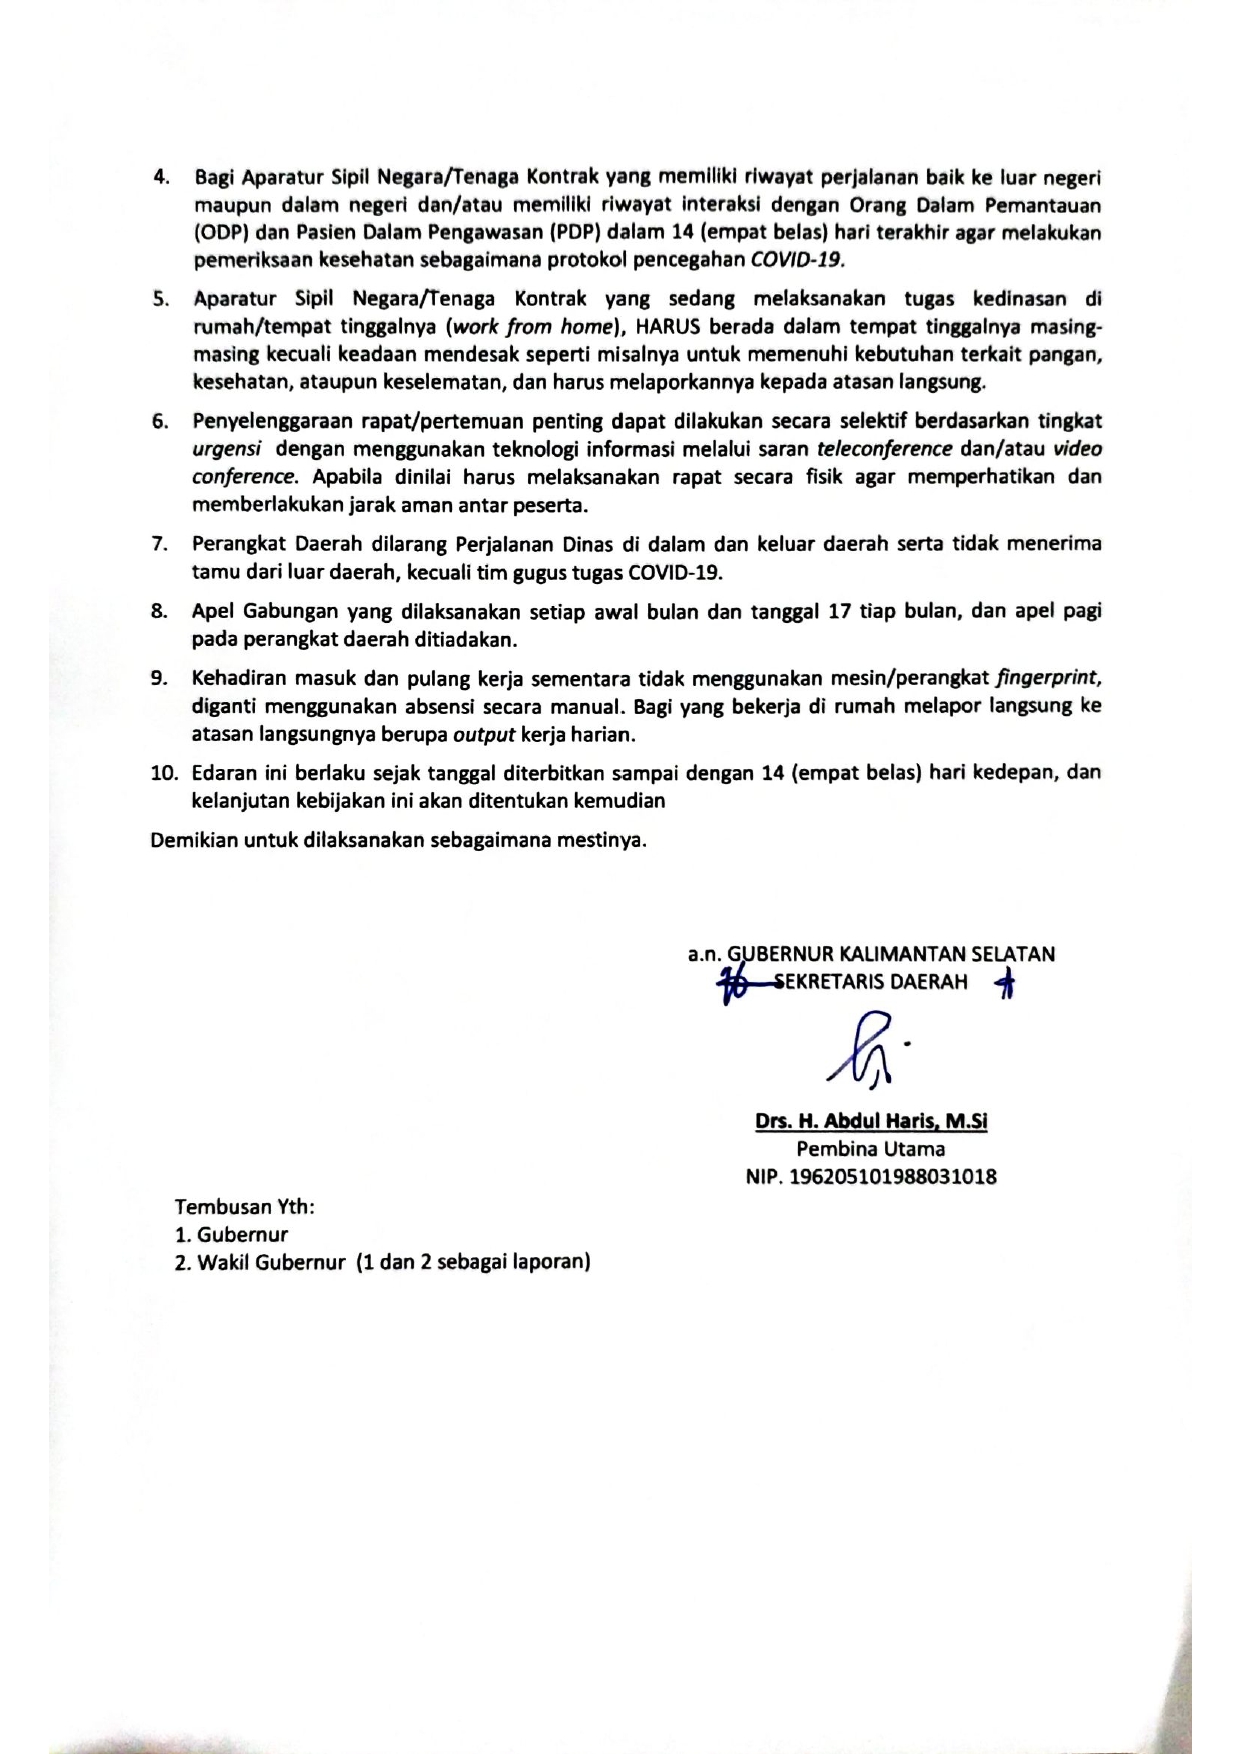 4. Bagi Aparatur Sipil Negara/Tenaga Kontrak yang memiliki riwayat perjalanan baik ke luar negeri
maupun dalam negeri dan/atau memiliki riwayat interaksi dengan Orang Dalam Pemantauan
(ODP) dan Pasien Dalam Pengawasan (PDP) dalam 14 (empat belas) hari terakhir agar melakukan
pemeriksaan kesehatan sebagaimana protokol pencegahan COVID-19.
5. Aparatur Sipil Negara/Tenaga Kontrak yang sedang melaksanakan tugas kedinasan di
rumah/tempat tinggalnya (work from home), HARUS berada dalam tempat tinggalnya masing-
masing kecuali keadaan mendesak seperti misalnya untuk memenuhi kebutuhan terkait pangan,
kesehatan, ataupun keselematan, dan harus melaporkannya kepada atasan langsung.
6. Penyelenggaraan rapat/pertemuan penting dapat dilakukan secara selektif berdasarkan tingkat
urgensi dengan menggunakan teknologi informasi melalui saran teleconference dan/atau video
conference. Apabila dinilai harus melaksanakan rapat secara fisik agar memperhatikan dan
memberlakukan jarak aman antar peserta.
7. Perangkat Daerah dilarang Perjalanan Dinas di dalam dan keluar daerah serta tidak menerima
tamu dari luar daerah, kecuali tim gugus tugas COVID-19.
8. Apel Gabungan yang dilaksanakan setiap awal bulan dan tanggal 17 tiap bulan, dan apel pagi
pada perangkat daerah ditiadakan.
9. Kehadiran masuk dan pulang kerja sementara tidak menggunakan mesin/perangkat fingerprint,
diganti menggunakan absensi secara manual. Bagi yang bekerja di rumah melapor langsung ke
atasan langsungnya berupa output kerja harian.
10. Edaran ini berlaku sejak tanggal diterbitkan sampai dengan 14 (empat belas) hari kedepan, dan
kelanjutan kebijakan ini akan ditentukan kemudian
Demikian untuk dilaksanakan sebagaimana mestinya.
a.n. GUBERNUR KALIMANTAN SELATAN
SEKRETARIS DAERAH
Drs. H. Abdul Haris, M.Si
Pembina Utama
NIP. 196205101988031018
Tembusan Yth:
1. Gubernur
2. Wakil Gubernur (1 dan 2 sebagai laporan)